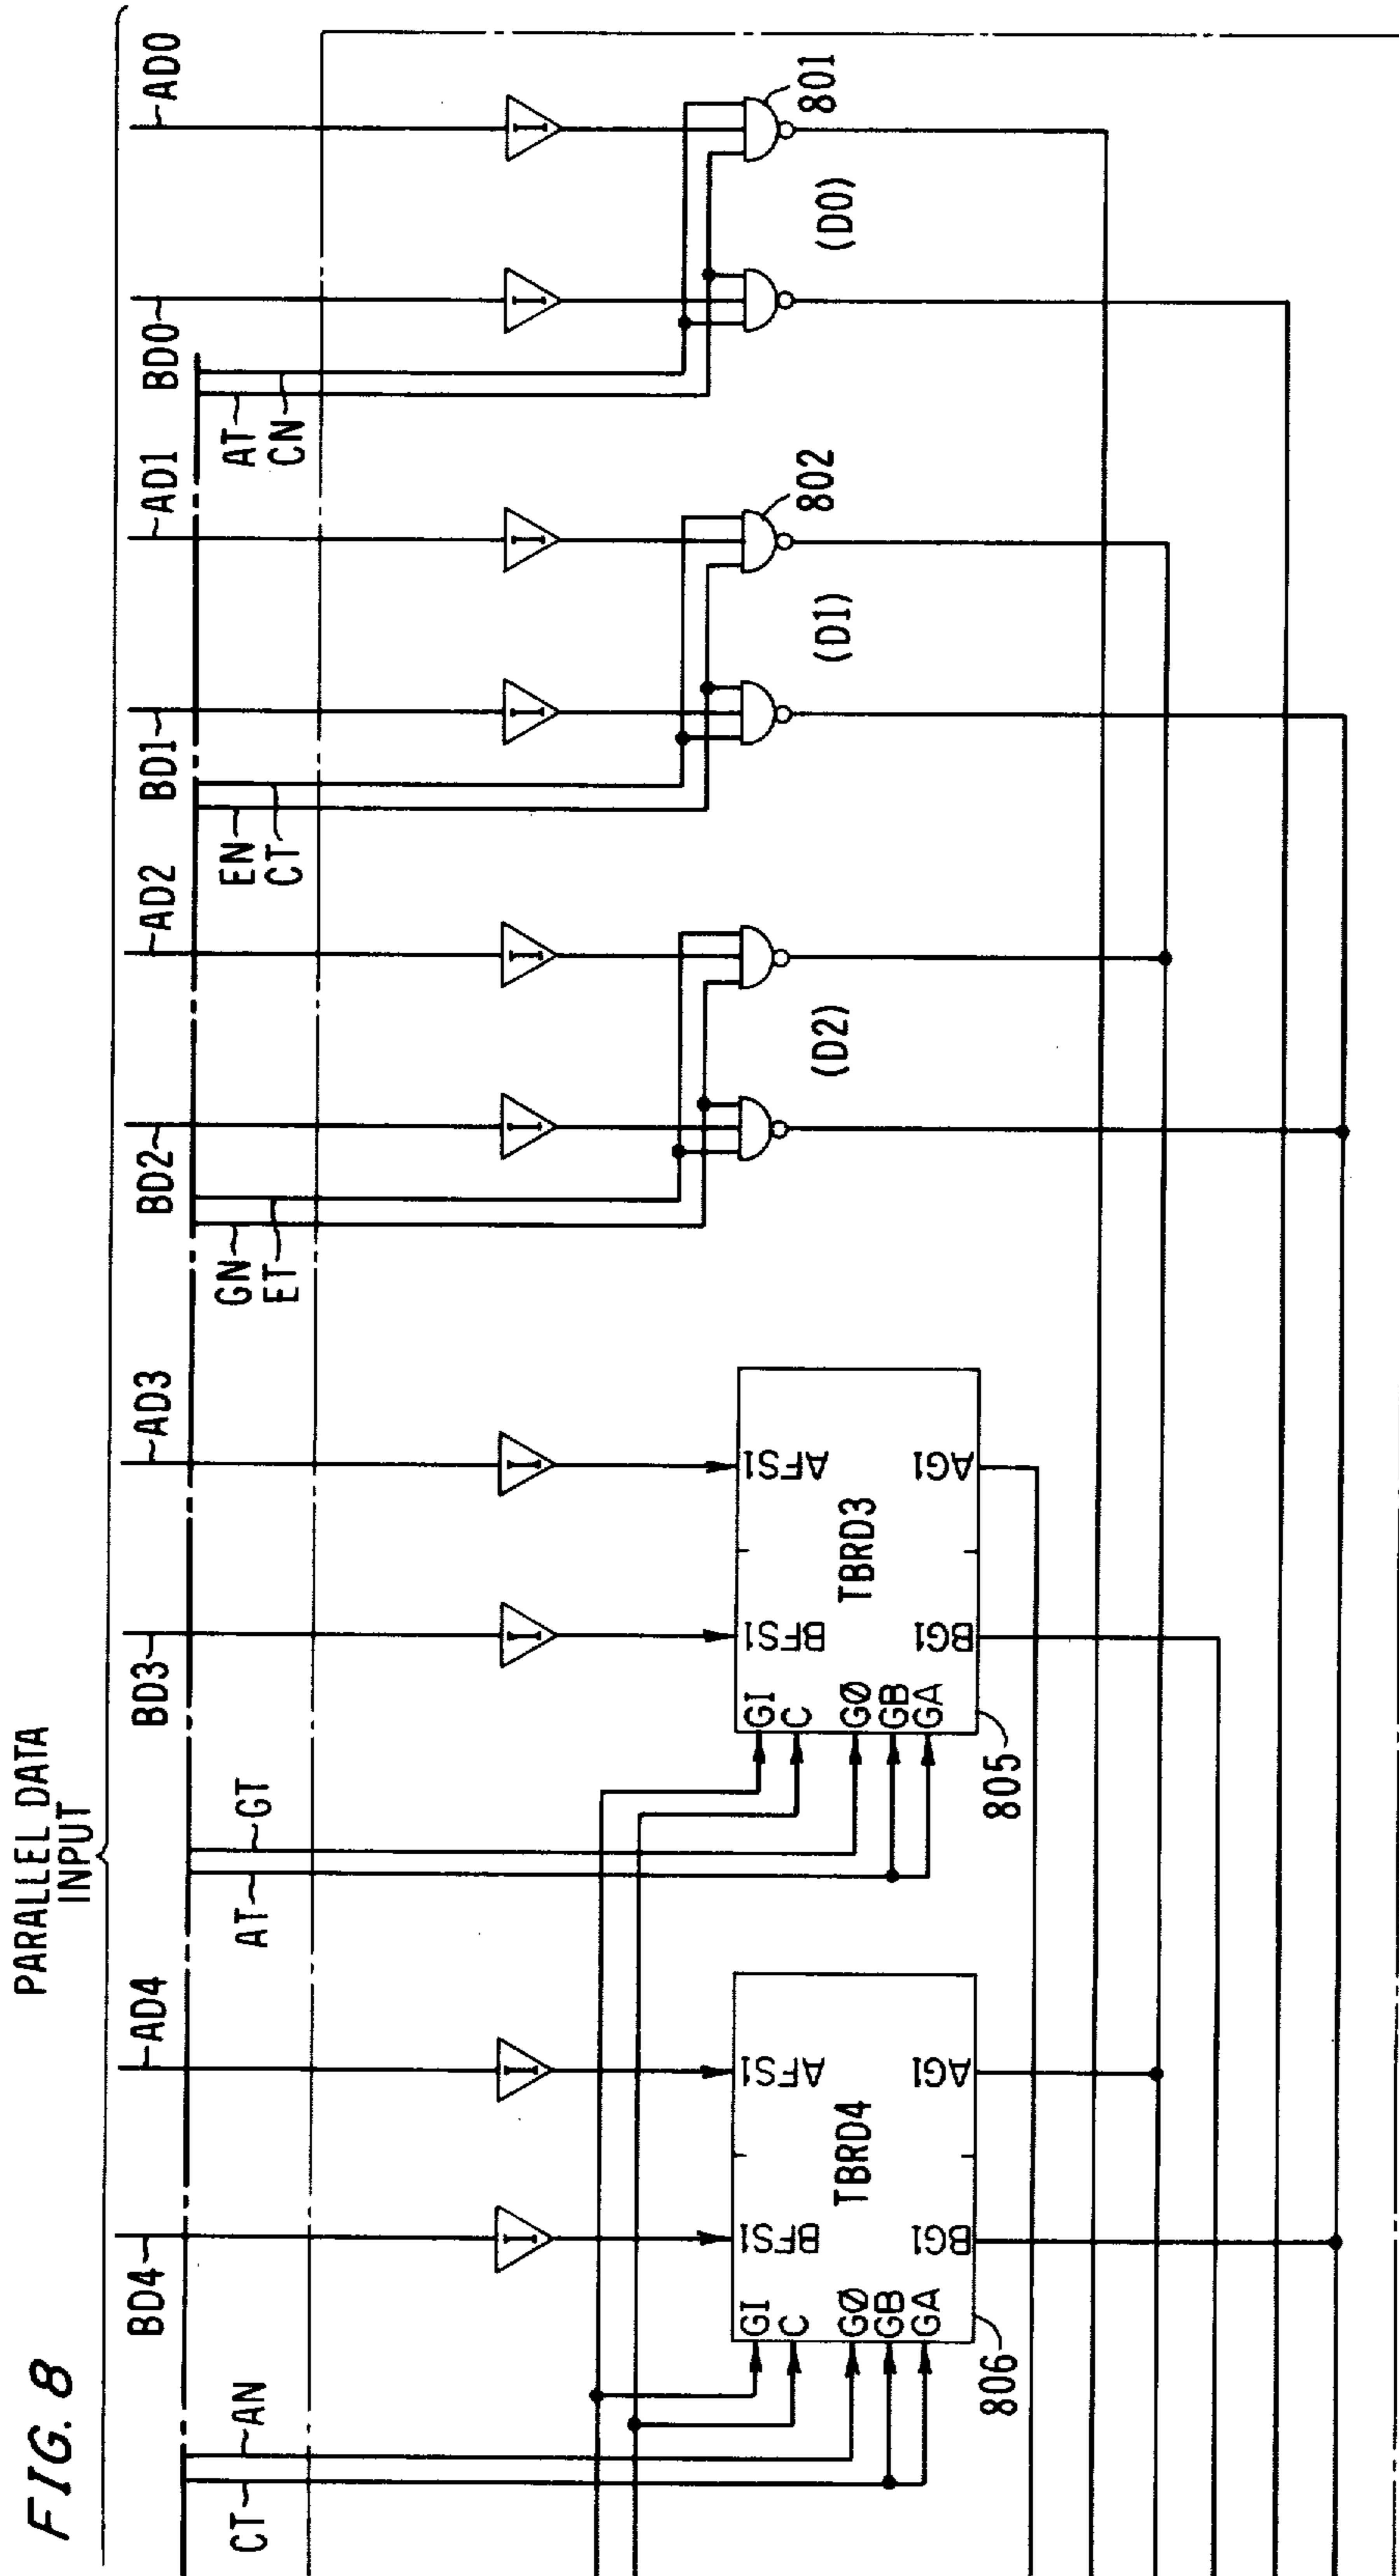 FIG. 8
PARALLEL DATA
INPUT
BD4
AD4
BD3
AD3
BD2
AD2
BD1
AD1
BD0
AD0
CT
AN
AT
GT
GN
ET
EN
CT
AT
CN
I
I
I
I
I
I
I
I
I
I
GI
C
GØ
GB
GA
BFS1
AFS1
TBRD4
BG1
AG1
806
GI
C
GØ
GB
GA
BFS1
AFS1
TBRD3
BG1
AG1
805
(D2)
(D1)
802
(D0)
801